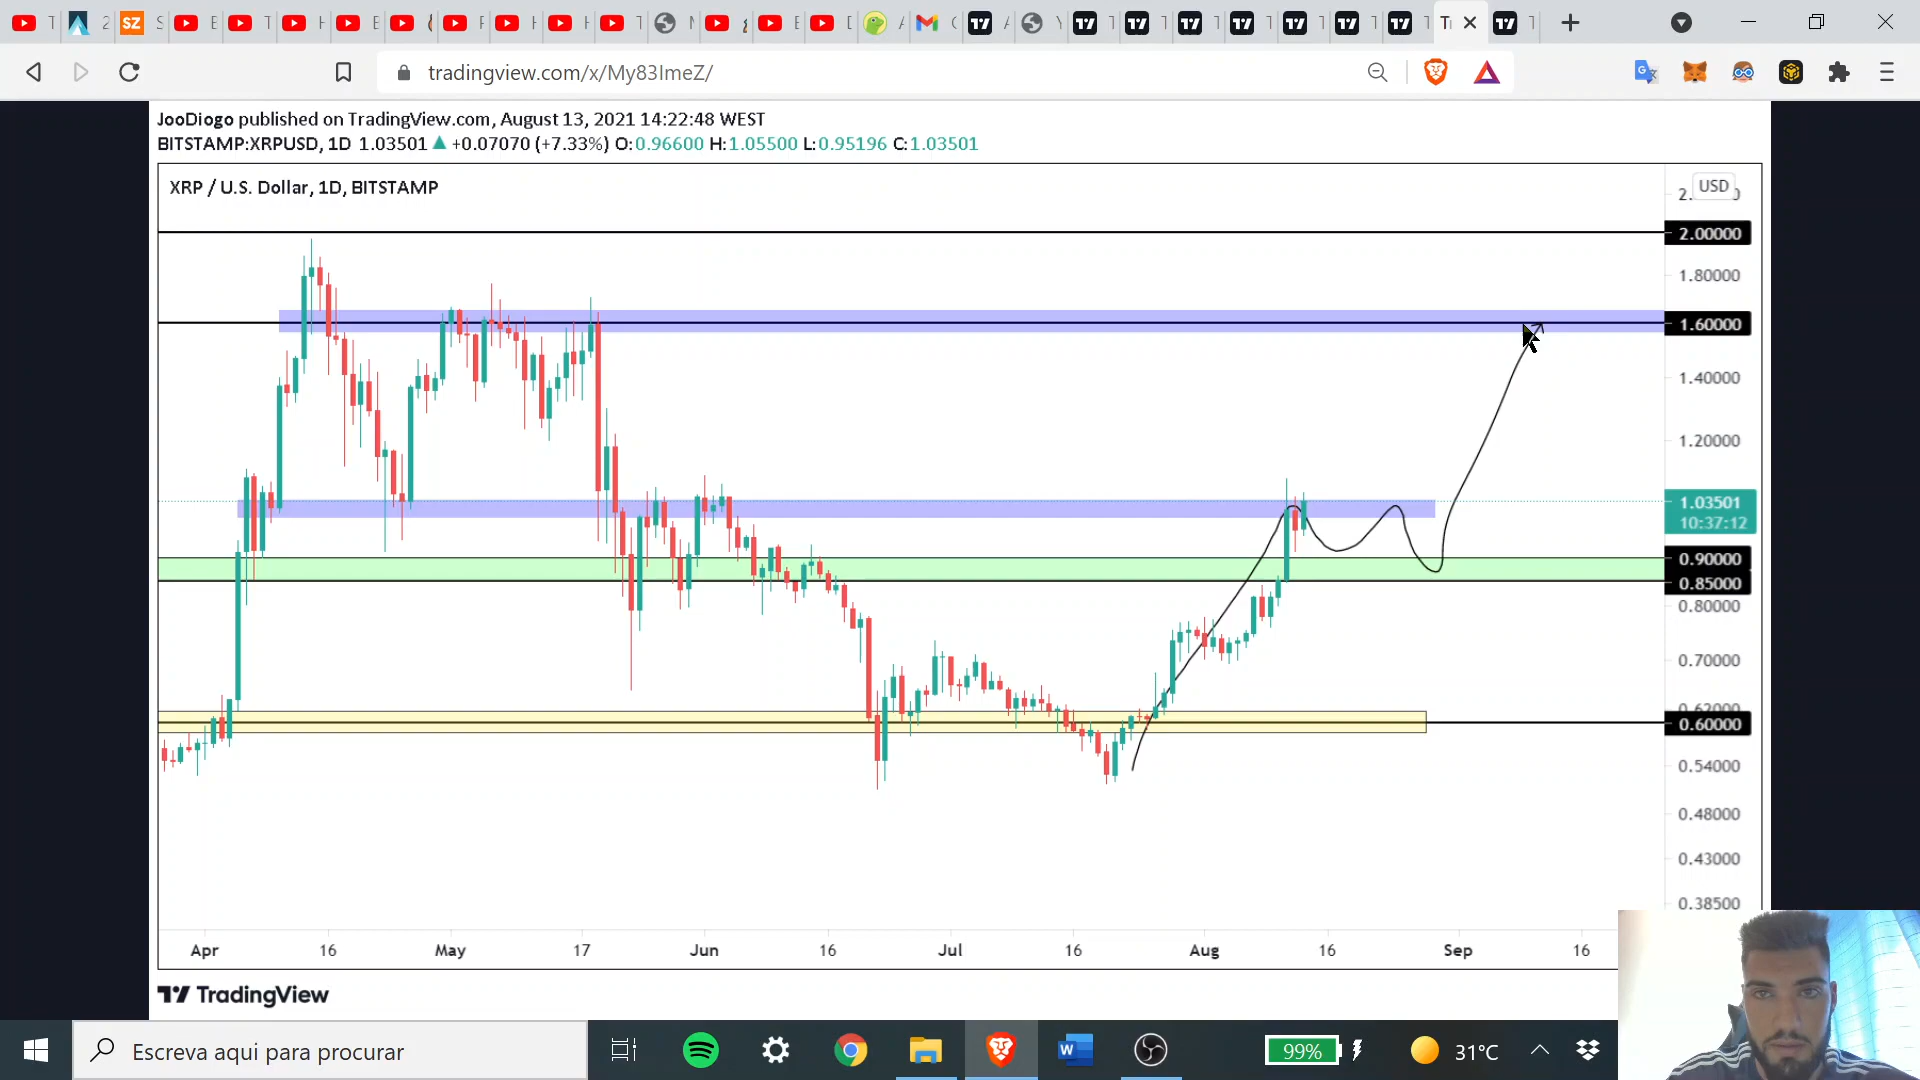 tradingview.com/x/My83ImeZ/
JooDiogo published on TradingView.com, August 13, 2021 14:22:48 WEST
BITSTAMP:XRPUSD, 1D 1.03501 ▲ +0.07070 (+7.33%) O:0.96600 H:1.05500 L:0.95196 C:1.03501
XRP / U.S. Dollar, 1D, BITSTAMP
USD
2.00000
1.80000
1.60000
1.40000
1.20000
1.03501
10:37:12
0.90000
0.85000
0.80000
0.70000
0.62000
0.60000
0.54000
0.48000
0.43000
0.38500
Apr 16 May 17 Jun 16 Jul 16 Aug 16 Sep 16
TradingView
Escreva aqui para procurar
99%
31°C